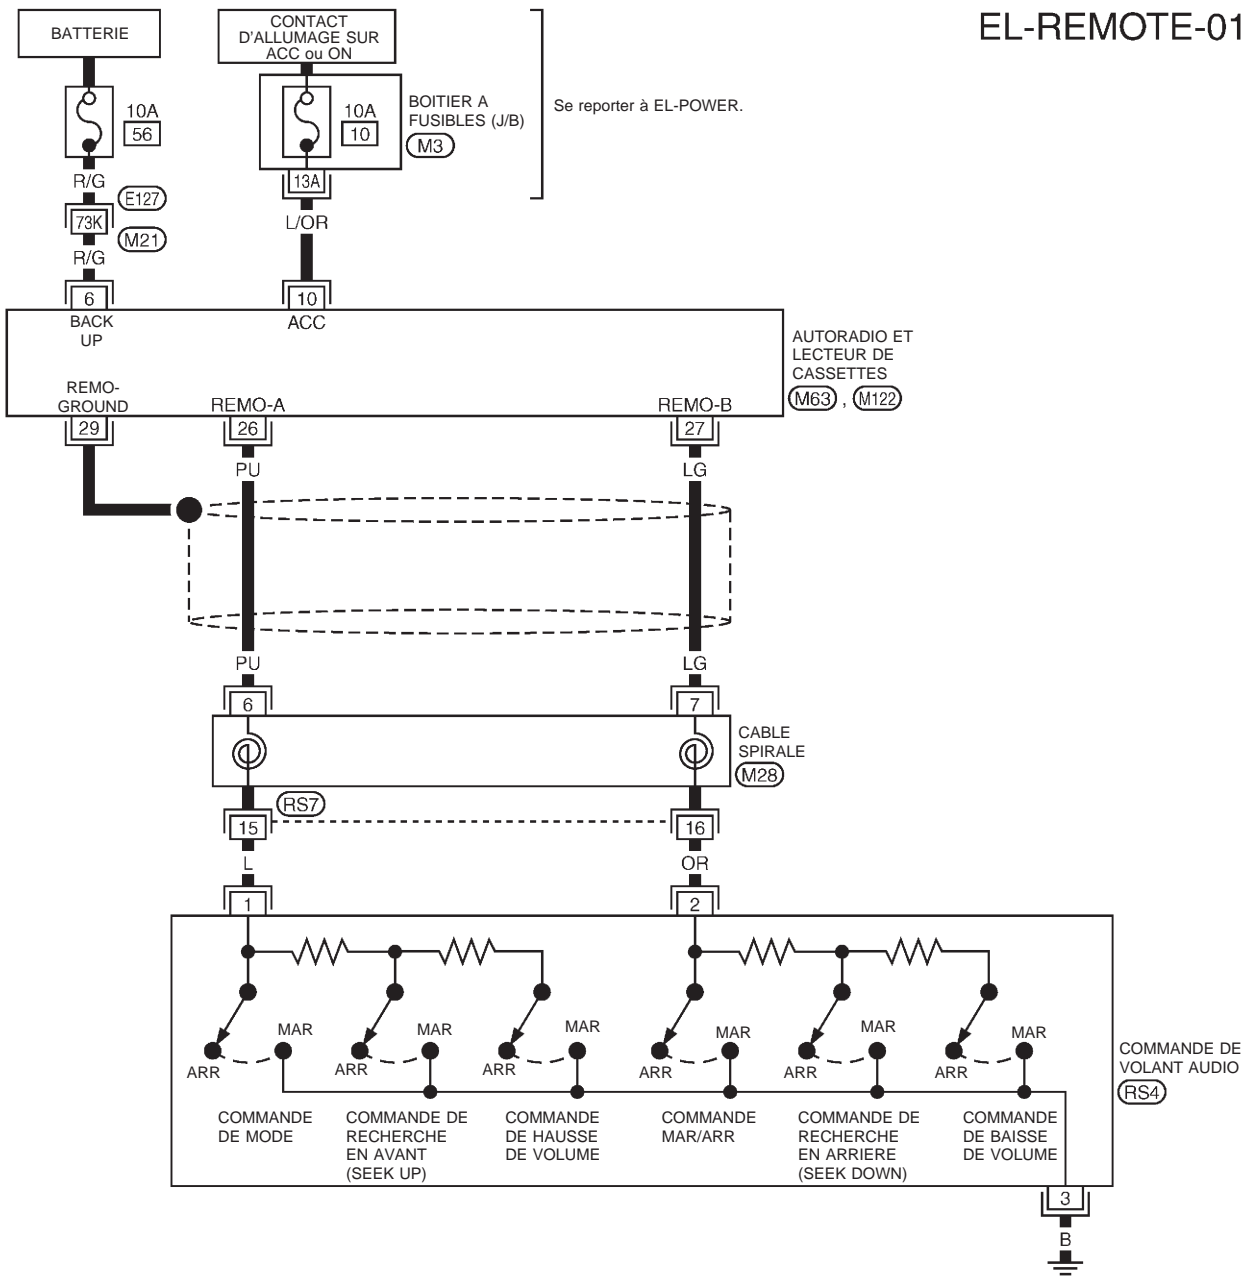 EL-REMOTE-01
BATTERIE
CONTACT
D'ALLUMAGE SUR
ACC ou ON
10A
56
10A
10
BOITIER A
FUSIBLES (J/B)
M3
Se reporter à EL-POWER.
R/G
E127
13A
73K
L/OR
M21
R/G
6
10
BACK
UP
ACC
AUTORADIO ET
LECTEUR DE
CASSETTES
M63 , M122
REMO-
GROUND
REMO-A
REMO-B
29
26
27
PU
LG
PU
LG
6
7
CABLE
SPIRALE
M28
RS7
15
16
L
OR
1
2
MAR
MAR
MAR
MAR
MAR
MAR
ARR
ARR
ARR
ARR
ARR
ARR
COMMANDE DE
VOLANT AUDIO
RS4
COMMANDE
DE MODE
COMMANDE DE
RECHERCHE
EN AVANT
(SEEK UP)
COMMANDE
DE HAUSSE
DE VOLUME
COMMANDE
MAR/ARR
COMMANDE DE
RECHERCHE
EN ARRIERE
(SEEK DOWN)
COMMANDE
DE BAISSE
DE VOLUME
3
B